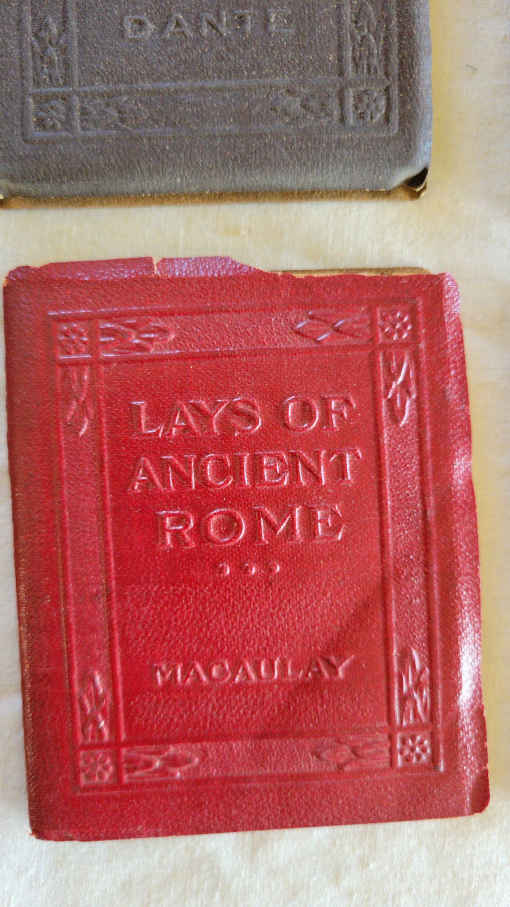 DANTE
LAYS OF
ANCIENT
ROME
MACAULAY